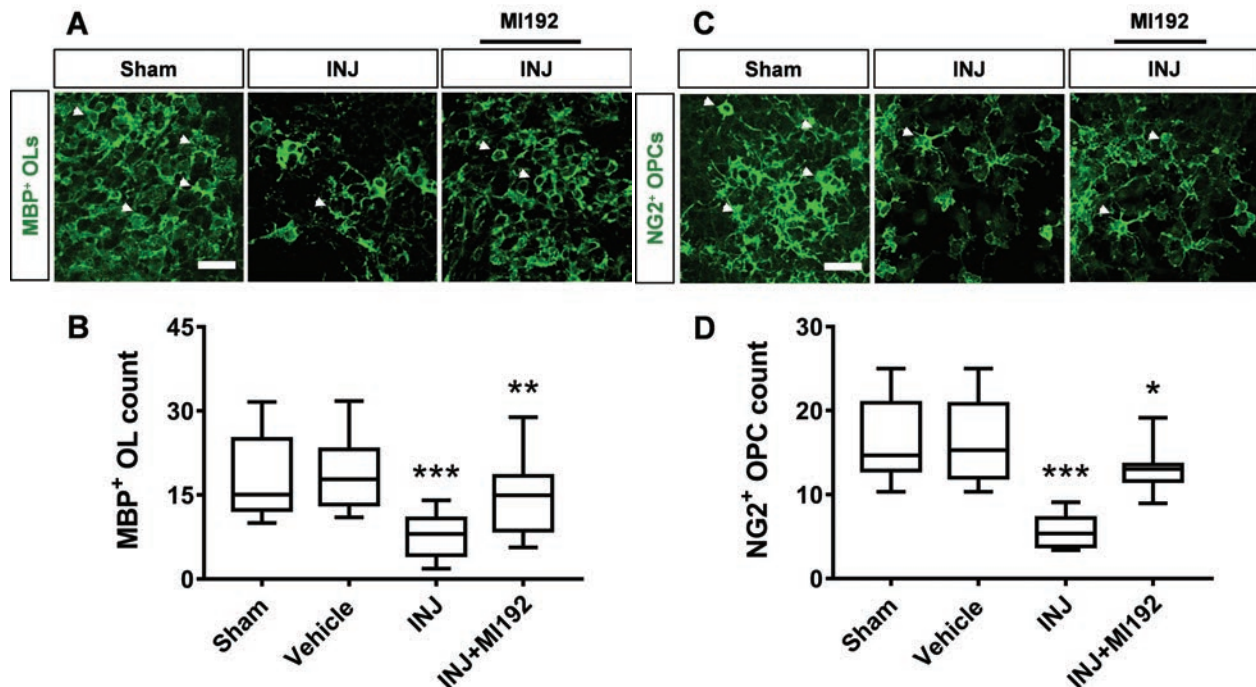 A
MI192
Sham
INJ
INJ
MBP⁺ OLs
C
MI192
Sham
INJ
INJ
NG2⁺ OPCs
B
MBP⁺ OL count
45
30
15
0
***
**
Sham
Vehicle
INJ
INJ+MI192
D
NG2⁺ OPC count
30
20
10
0
***
*
Sham
Vehicle
INJ
INJ+MI192